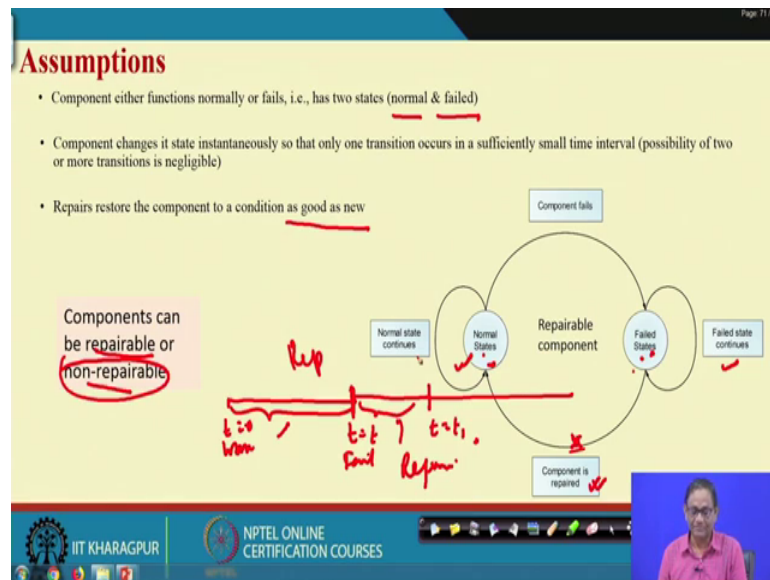 Page: 71
Assumptions
• Component either functions normally or fails, i.e., has two states (normal & failed)
• Component changes it state instantaneously so that only one transition occurs in a sufficiently small time interval (possibility of two
or more transitions is negligible)
• Repairs restore the component to a condition as good as new
Component fails
Components can
be repairable or
non-repairable
Normal state
continues
Normal
States
Repairable
component
Failed
States
Failed state
continues
Rep
t=0
t=t
t=t₁
Fail
Repair
Component is
repaired
IIT KHARAGPUR
NPTEL ONLINE
CERTIFICATION COURSES